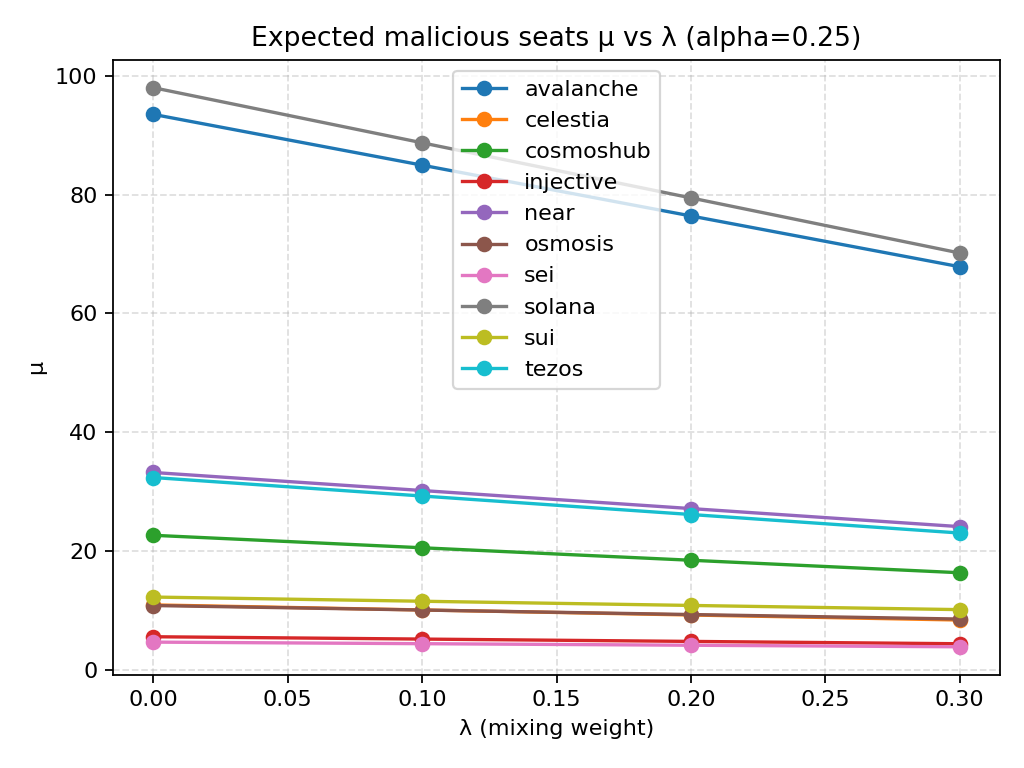 Expected malicious seats μ vs λ (alpha=0.25)
100
80
60
40
20
0
μ
avalanche
celestia
cosmoshub
injective
near
osmosis
sei
solana
sui
tezos
0.00 0.05 0.10 0.15 0.20 0.25 0.30
λ (mixing weight)